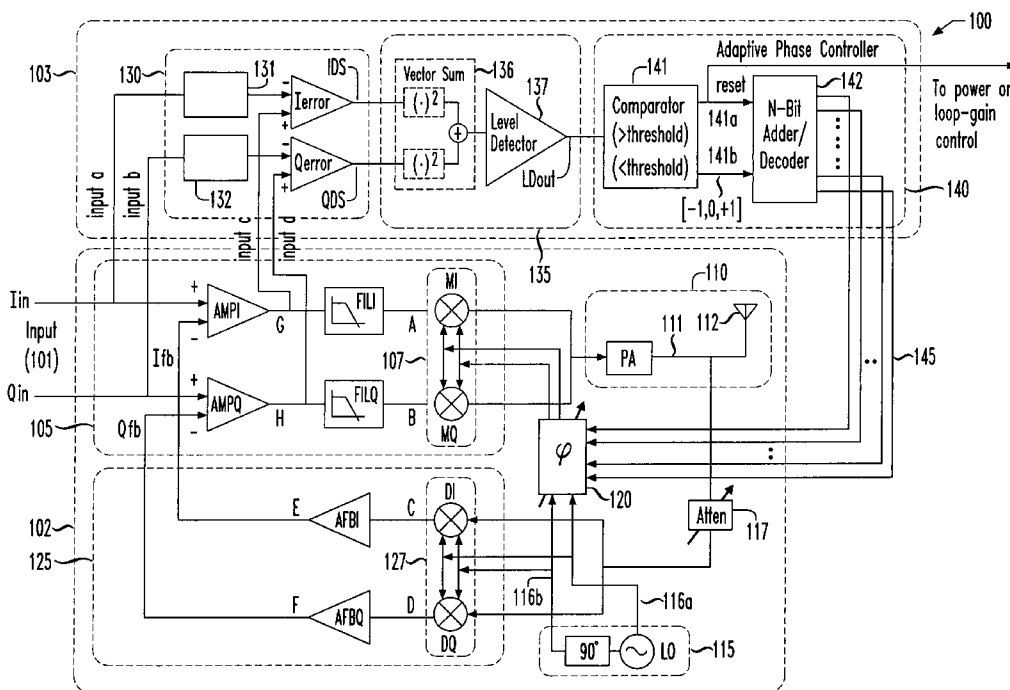 100
Adaptive Phase Controller
103
130
131
IDS
Vector Sum
136
141
reset
142
To power or
loop-gain
control
-
Ierror
+
(·)²
137
Comparator
(>threshold)
(<threshold)
141a
N-Bit
Adder/
Decoder
Level
Detector
+
-
Qerror
+
(·)²
141b
132
QDS
LDout
[-1,0,+1]
140
input a
input b
input c
input d
135
110
MI
Iin
+
AMPI
-
G
FILI
A
112
111
Input
(101)
Ifb
107
PA
145
Qin
+
AMPQ
-
H
FILQ
B
MQ
105
Qfb
φ
120
DI
Atten
117
102
E
AFBI
C
125
127
116b
116a
F
AFBQ
D
DQ
90°
LO
115